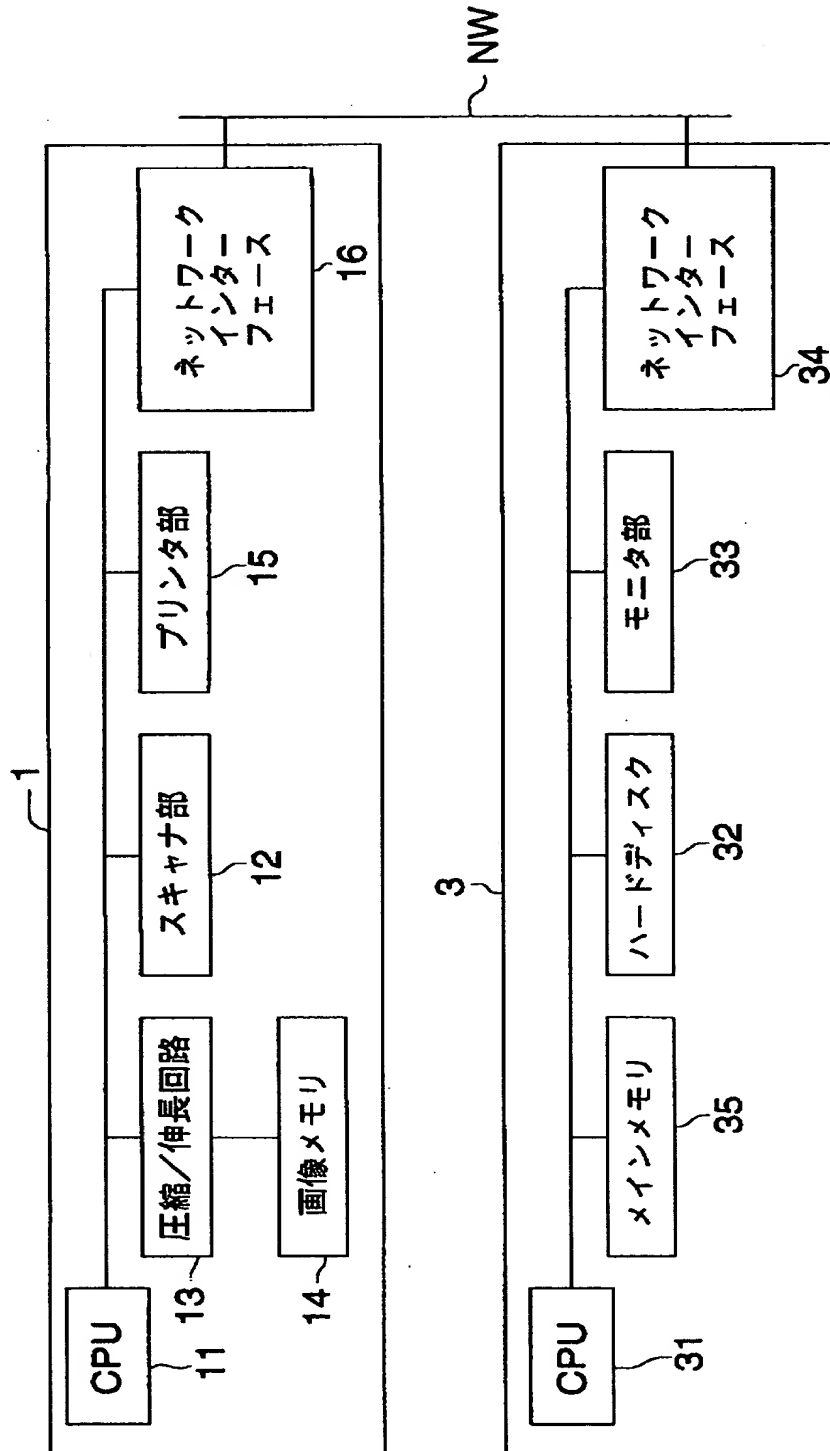 1
CPU
11
圧縮/伸長回路
13
画像メモリ
14
スキャナ部
12
プリンタ部
15
ネットワーク
インター
フェース
16
NW
3
CPU
31
メインメモリ
35
ハードディスク
32
モニタ部
33
ネットワーク
インター
フェース
34